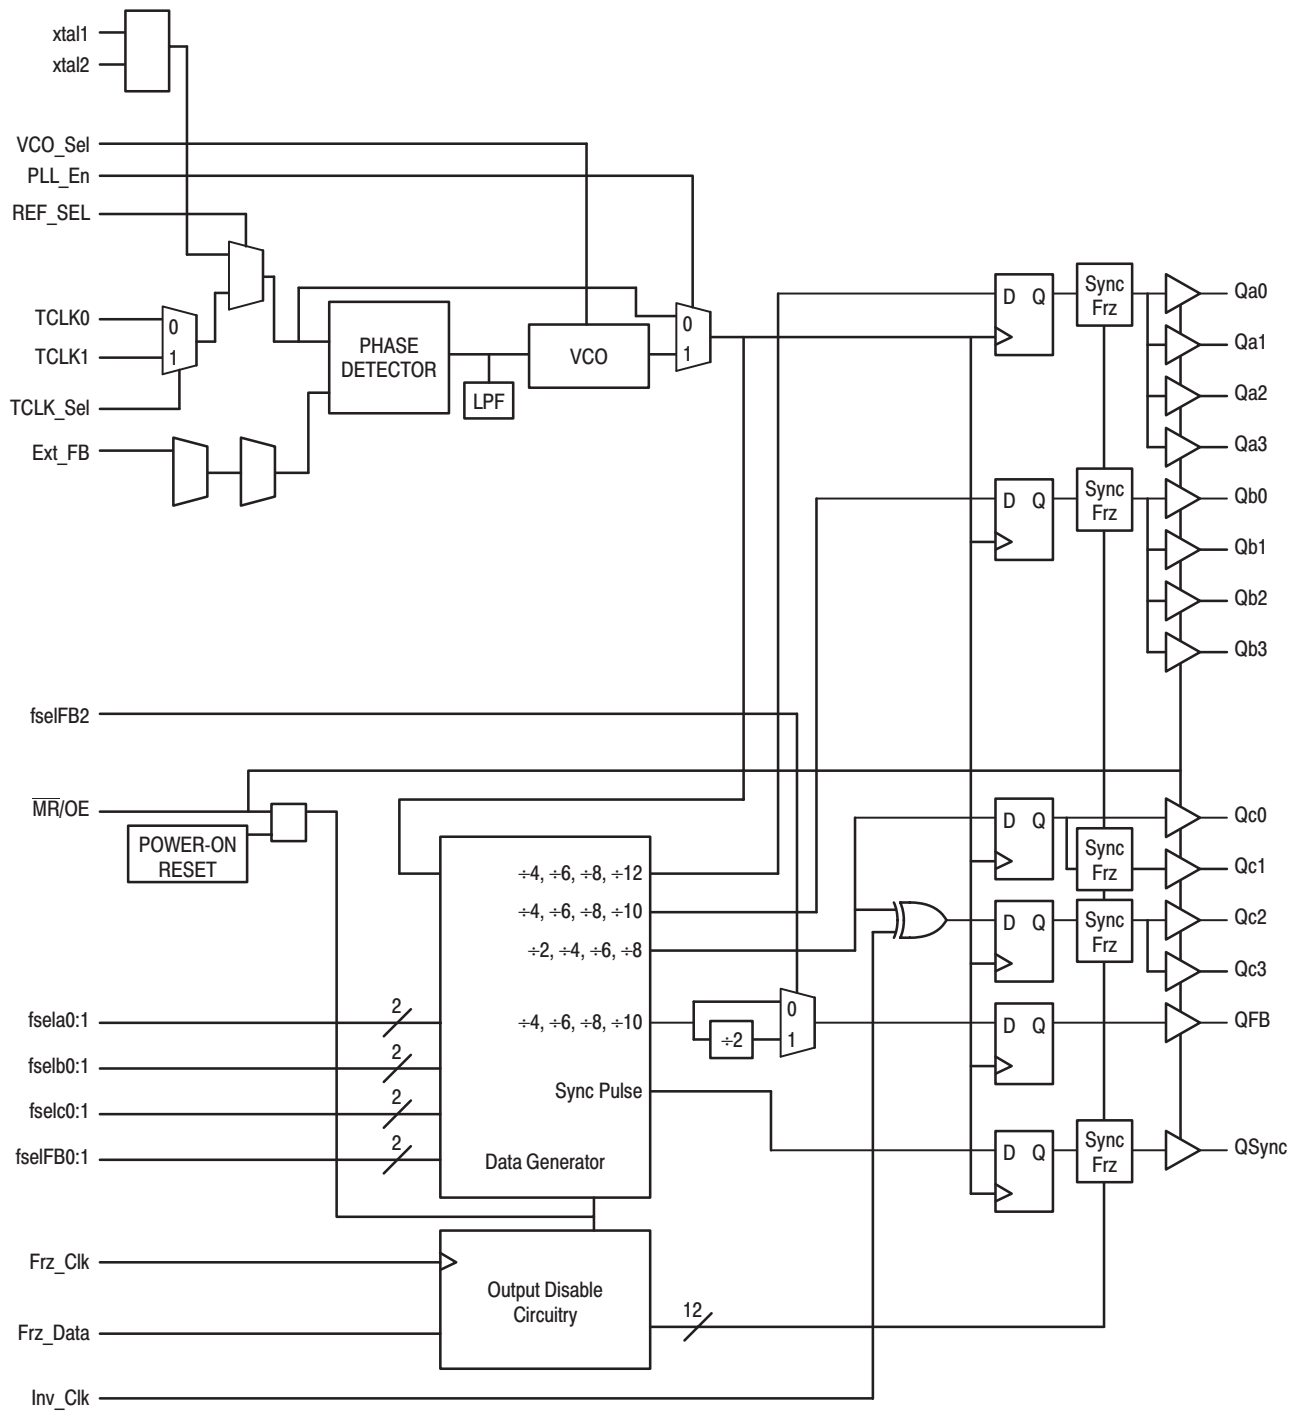 xtal1
xtal2
VCO_Sel
PLL_En
REF_SEL
TCLK0
TCLK1
TCLK_Sel
Ext_FB
0
1
PHASE
DETECTOR
LPF
VCO
0
1
D Q
Sync
Frz
Qa0
Qa1
Qa2
Qa3
D Q
Sync
Frz
Qb0
Qb1
Qb2
Qb3
fselFB2
MR/OE
POWER-ON
RESET
÷4, ÷6, ÷8, ÷12
÷4, ÷6, ÷8, ÷10
÷2, ÷4, ÷6, ÷8
÷4, ÷6, ÷8, ÷10
Sync Pulse
Data Generator
fsela0:1
2
fselb0:1
2
fselc0:1
2
fselFB0:1
2
÷2
0
1
D Q
Sync
Frz
Qc0
Qc1
D Q
Sync
Frz
Qc2
Qc3
D Q
QFB
D Q
Sync
Frz
QSync
Frz_Clk
Frz_Data
Output Disable
Circuitry
12
Inv_Clk